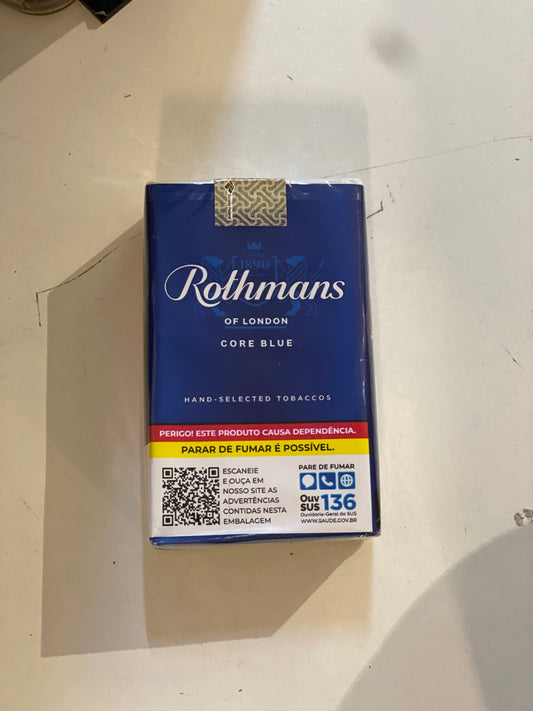 1890
Rothmans
OF LONDON
CORE BLUE
HAND-SELECTED TOBACCOS
PERIGO! ESTE PRODUTO CAUSA DEPENDÊNCIA.
PARAR DE FUMAR É POSSÍVEL.
ESCANEIE
E OUÇA EM
NOSSO SITE AS
ADVERTÊNCIAS
CONTIDAS NESTA
EMBALAGEM
PARE DE FUMAR
Ouv
SUS 136
Ouvidoria-Geral do SUS
WWW.SAUDE.GOV.BR